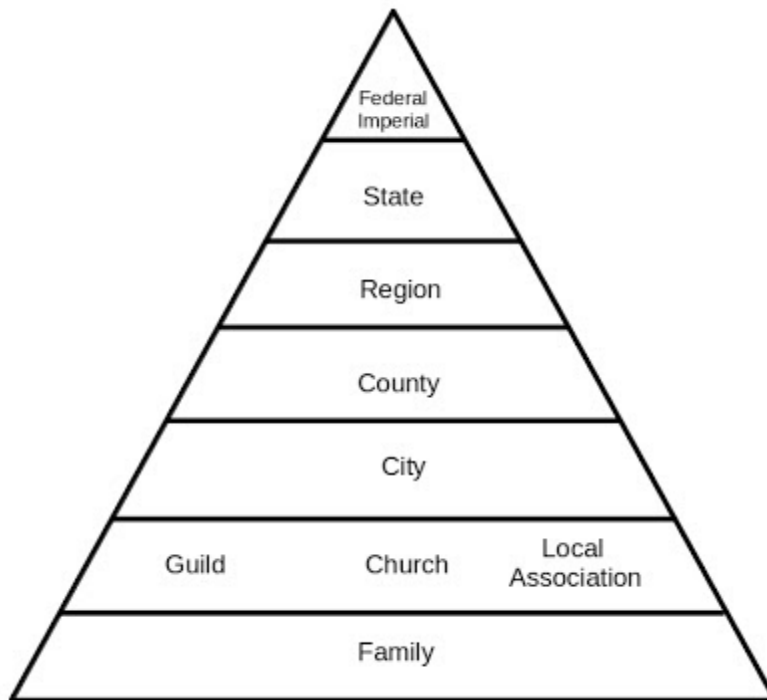 Federal
Imperial
State
Region
County
City
Guild
Church
Local
Association
Family